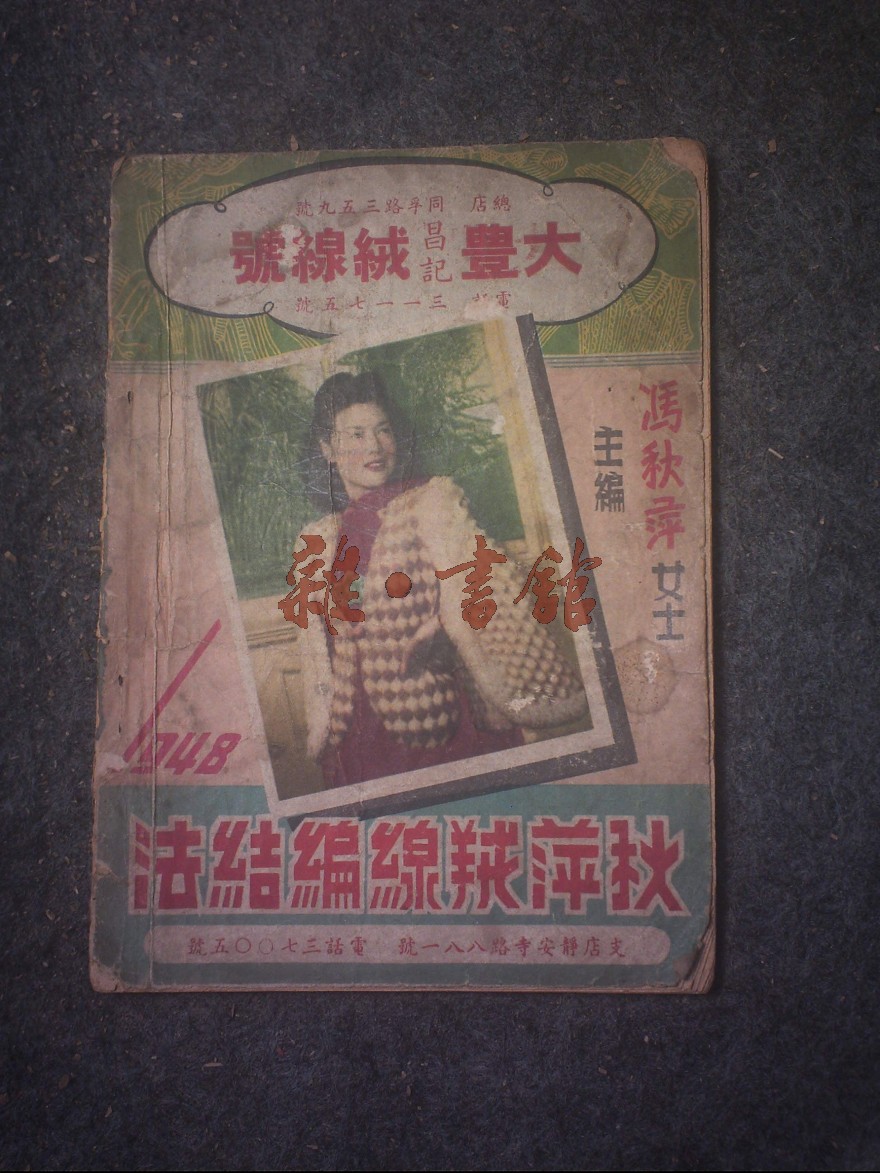 總店 同孚路三五九號
大豐昌記絨線號
電話 三一一七五號
馮秋萍女士
主編
1948
秋萍絨線編結法
支店靜安寺路八八一號 電話三七〇〇五號
雜·書館